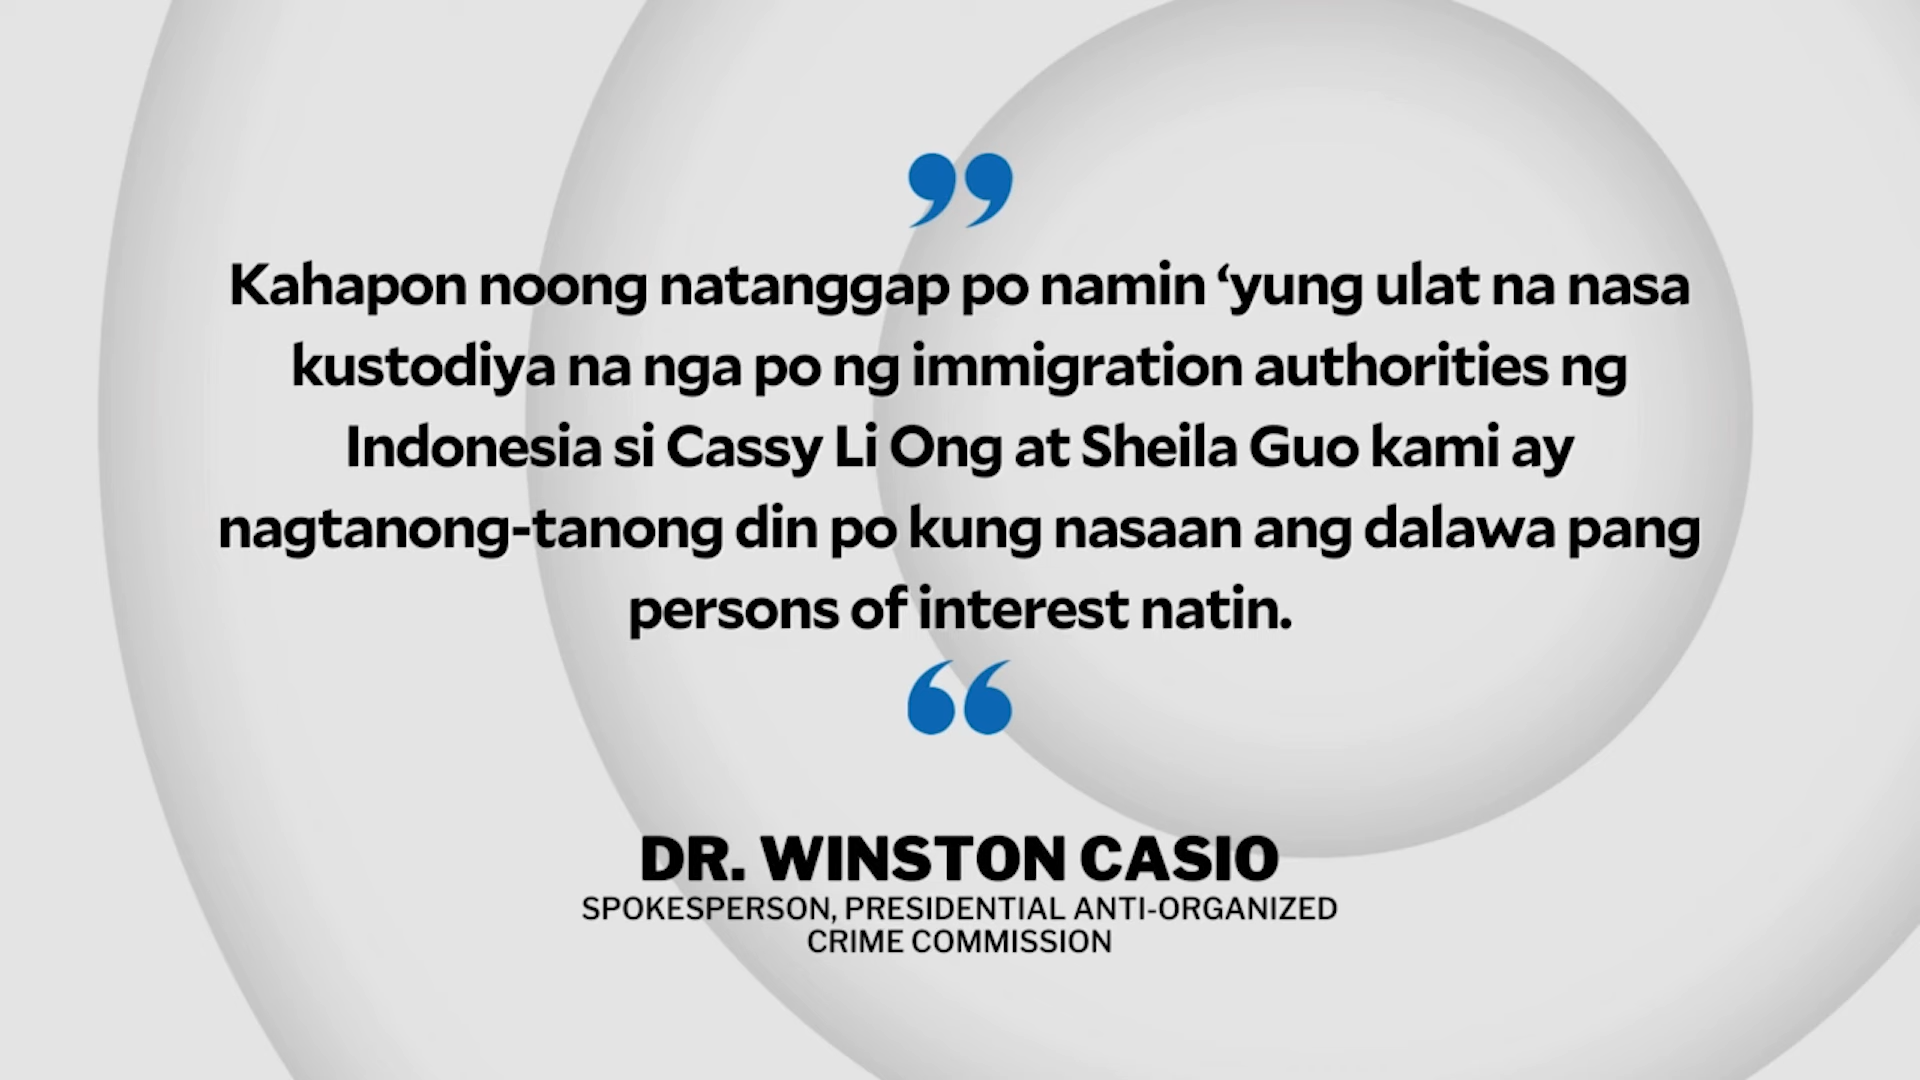 ”
Kahapon noong natanggap po namin ‘yung ulat na nasa
kustodiya na nga po ng immigration authorities ng
Indonesia si Cassy Li Ong at Sheila Guo kami ay
nagtanong-tanong din po kung nasaan ang dalawa pang
persons of interest natin.
“
DR. WINSTON CASIO
SPOKESPERSON, PRESIDENTIAL ANTI-ORGANIZED
CRIME COMMISSION